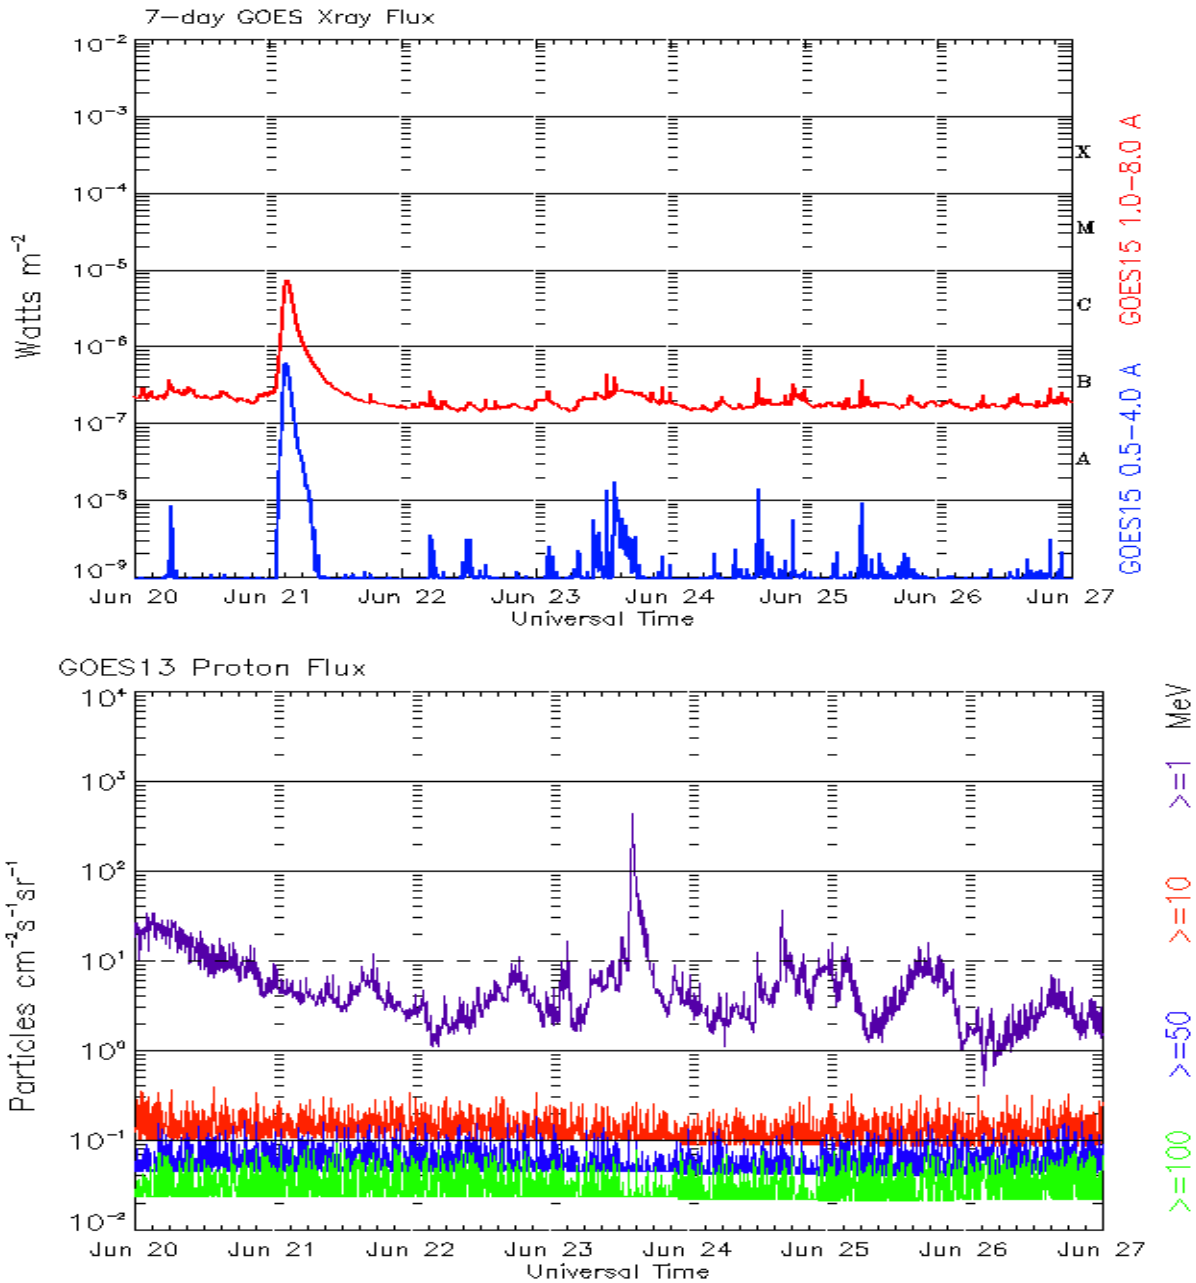 7-day GOES Xray Flux
10⁻²
10⁻³
10⁻⁴
10⁻⁵
10⁻⁶
10⁻⁷
10⁻⁸
10⁻⁹
Watts m⁻²
X
M
C
B
A
GOES15 1.0-8.0 A
GOES15 0.5-4.0 A
Jun 20 Jun 21 Jun 22 Jun 23 Jun 24 Jun 25 Jun 26 Jun 27
Universal Time
GOES13 Proton Flux
10⁴
10³
10²
10¹
10⁰
10⁻¹
10⁻²
Particles cm⁻²s⁻¹sr⁻¹
>=1 MeV
>=10
>=50
>=100
Jun 20 Jun 21 Jun 22 Jun 23 Jun 24 Jun 25 Jun 26 Jun 27
Universal Time